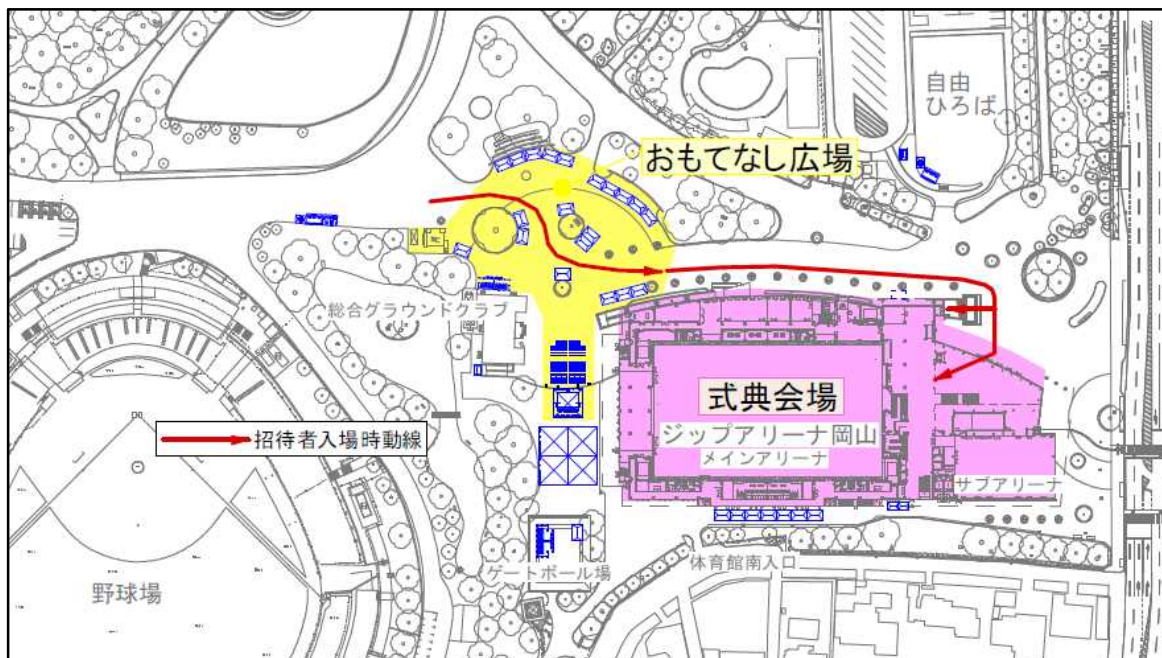 自由
ひろば
おもてなし広場
総合グラウンドクラブ
式典会場
ジップアリーナ岡山
メインアリーナ
招待者入場時動線
サブアリーナ
体育館南入口
ゲートボール場
野球場